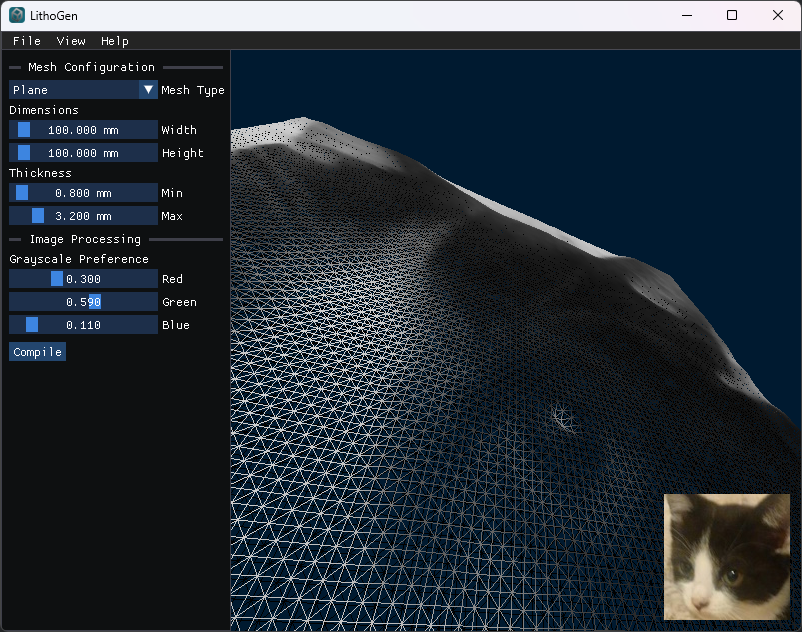 LithoGen
File View Help
Mesh Configuration
Plane Mesh Type
Dimensions
100.000 mm Width
100.000 mm Height
Thickness
0.800 mm Min
3.200 mm Max
Image Processing
Grayscale Preference
0.300 Red
0.590 Green
0.110 Blue
Compile